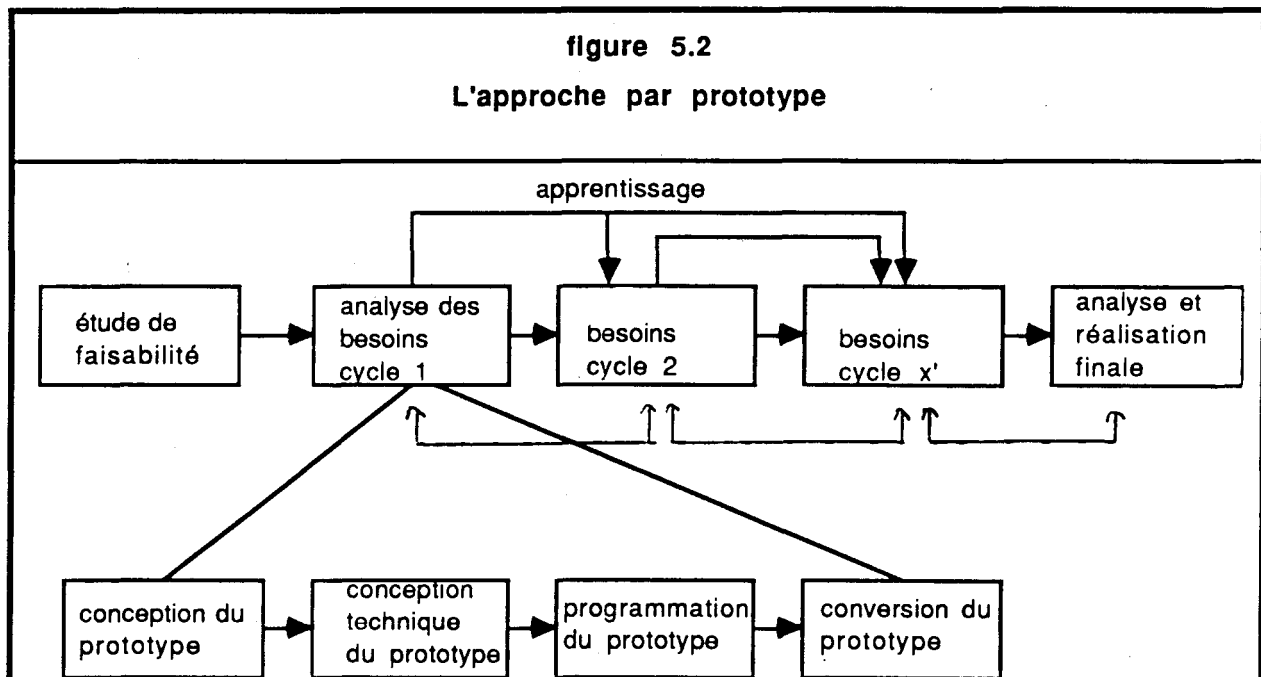 figure 5.2
L'approche par prototype
apprentissage
étude de
faisabilité
analyse des
besoins
cycle 1
besoins
cycle 2
besoins
cycle x'
analyse et
réalisation
finale
conception du
prototype
conception
technique
du prototype
programmation
du prototype
conversion du
prototype